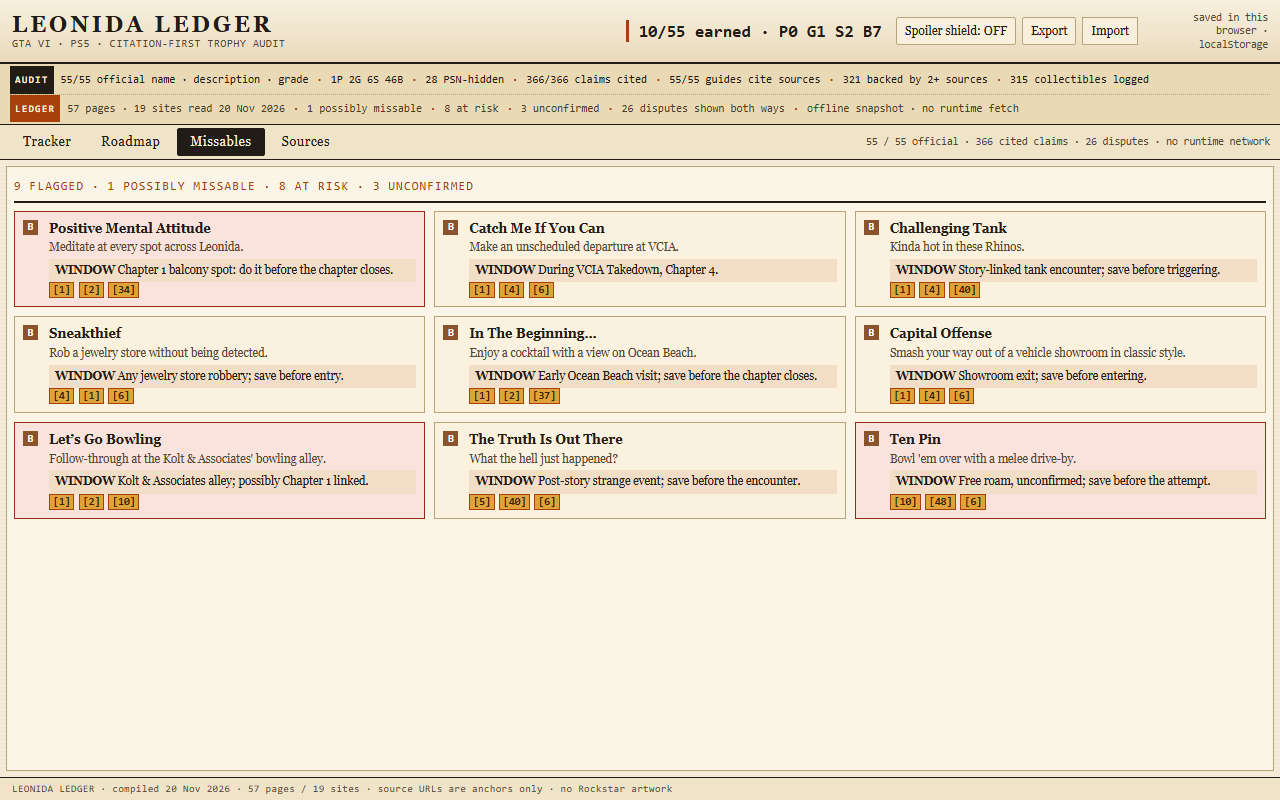 LEONIDA LEDGER
GTA VI · PS5 · CITATION-FIRST TROPHY AUDIT
10/55 earned · P0 G1 S2 B7
Spoiler shield: OFF
Export
Import
saved in this
browser ·
localStorage
AUDIT 55/55 official name · description · grade · 1P 2G 6S 46B · 28 PSN-hidden · 366/366 claims cited · 55/55 guides cite sources · 321 backed by 2+ sources · 315 collectibles logged
LEDGER 57 pages · 19 sites read 20 Nov 2026 · 1 possibly missable · 8 at risk · 3 unconfirmed · 26 disputes shown both ways · offline snapshot · no runtime fetch
Tracker
Roadmap
Missables
Sources
55 / 55 official · 366 cited claims · 26 disputes · no runtime network
9 FLAGGED · 1 POSSIBLY MISSABLE · 8 AT RISK · 3 UNCONFIRMED
B Positive Mental Attitude
Meditate at every spot across Leonida.
WINDOW Chapter 1 balcony spot: do it before the chapter closes.
[1] [2] [34]
B Catch Me If You Can
Make an unscheduled departure at VCIA.
WINDOW During VCIA Takedown, Chapter 4.
[1] [4] [6]
B Challenging Tank
Kinda hot in these Rhinos.
WINDOW Story-linked tank encounter; save before triggering.
[1] [4] [40]
B Sneakthief
Rob a jewelry store without being detected.
WINDOW Any jewelry store robbery; save before entry.
[4] [1] [6]
B In The Beginning...
Enjoy a cocktail with a view on Ocean Beach.
WINDOW Early Ocean Beach visit; save before the chapter closes.
[1] [2] [37]
B Capital Offense
Smash your way out of a vehicle showroom in classic style.
WINDOW Showroom exit; save before entering.
[1] [4] [6]
B Let's Go Bowling
Follow-through at the Kolt & Associates' bowling alley.
WINDOW Kolt & Associates alley; possibly Chapter 1 linked.
[1] [2] [10]
B The Truth Is Out There
What the hell just happened?
WINDOW Post-story strange event; save before the encounter.
[5] [40] [6]
B Ten Pin
Bowl 'em over with a melee drive-by.
WINDOW Free roam, unconfirmed; save before the attempt.
[10] [48] [6]
LEONIDA LEDGER · compiled 20 Nov 2026 · 57 pages / 19 sites · source URLs are anchors only · no Rockstar artwork